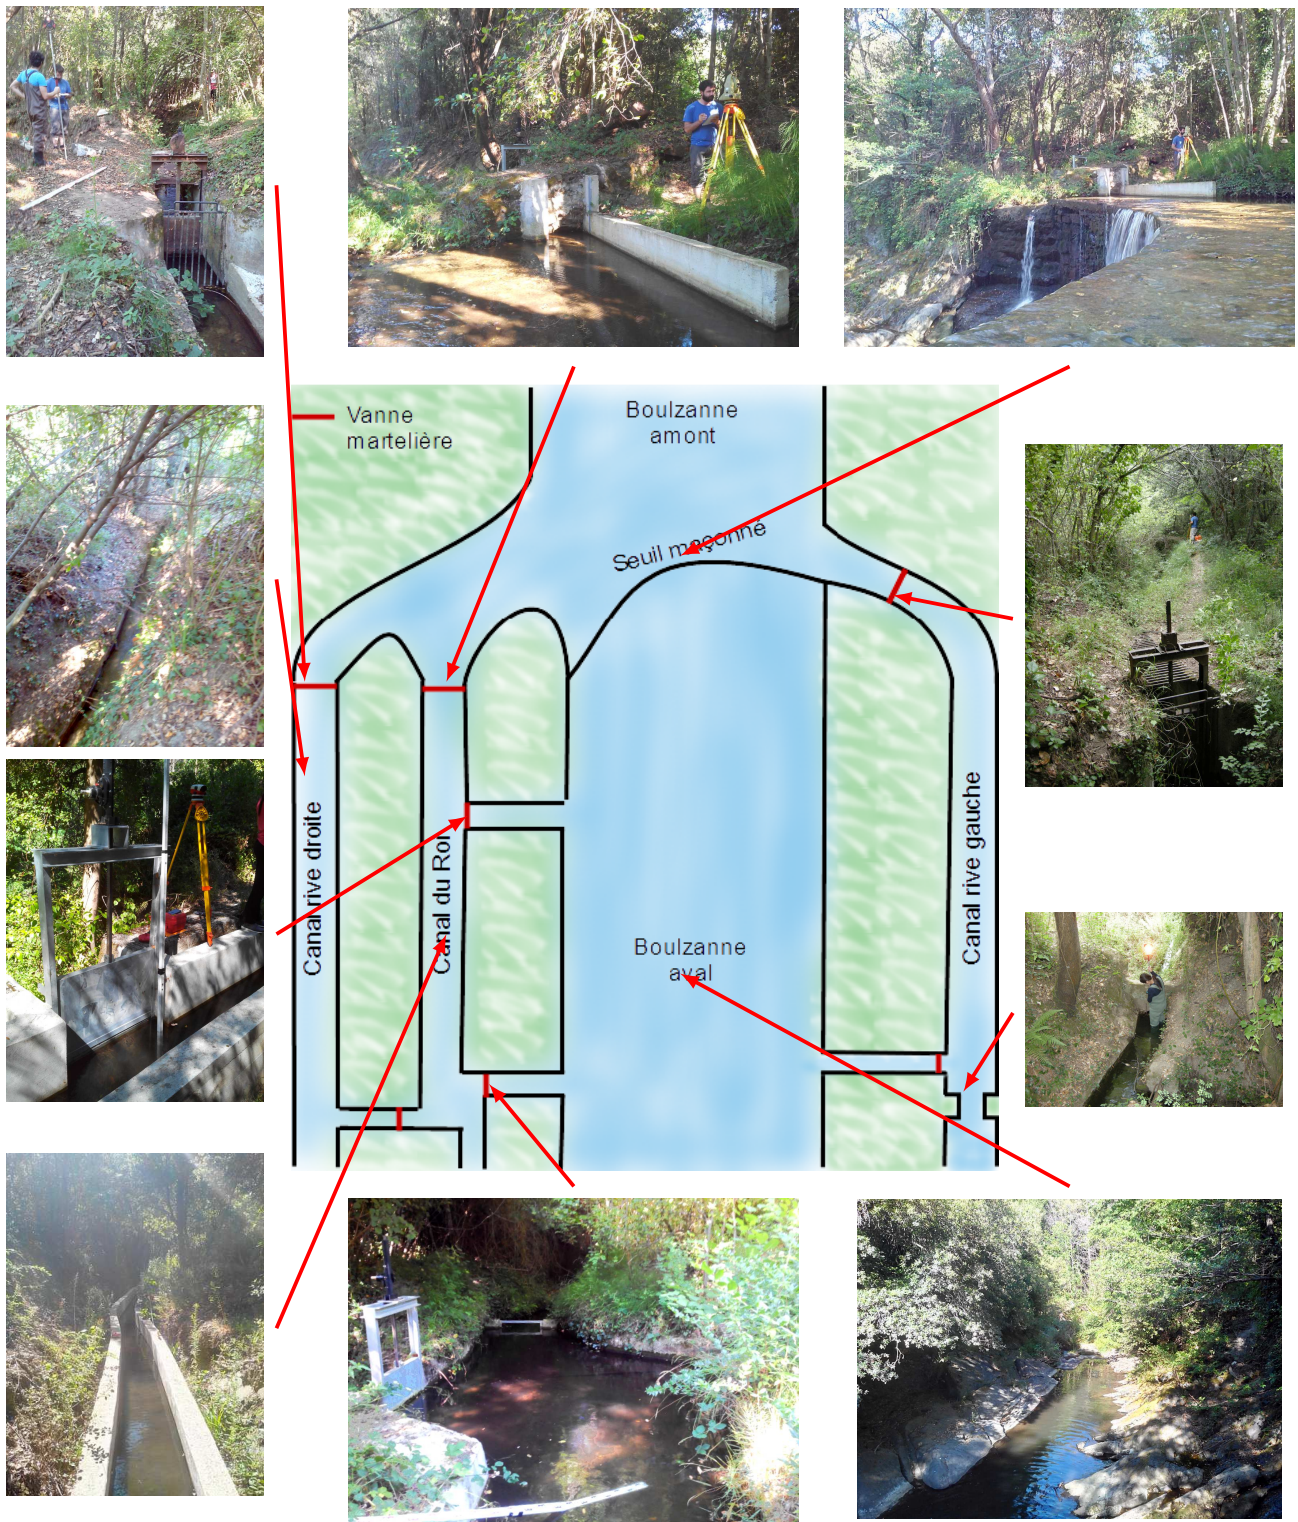 Vanne
martelière
Boulzanne
amont
Seuil maçonné
Canal rive droite
Canal du Roi
Boulzanne
aval
Canal rive gauche